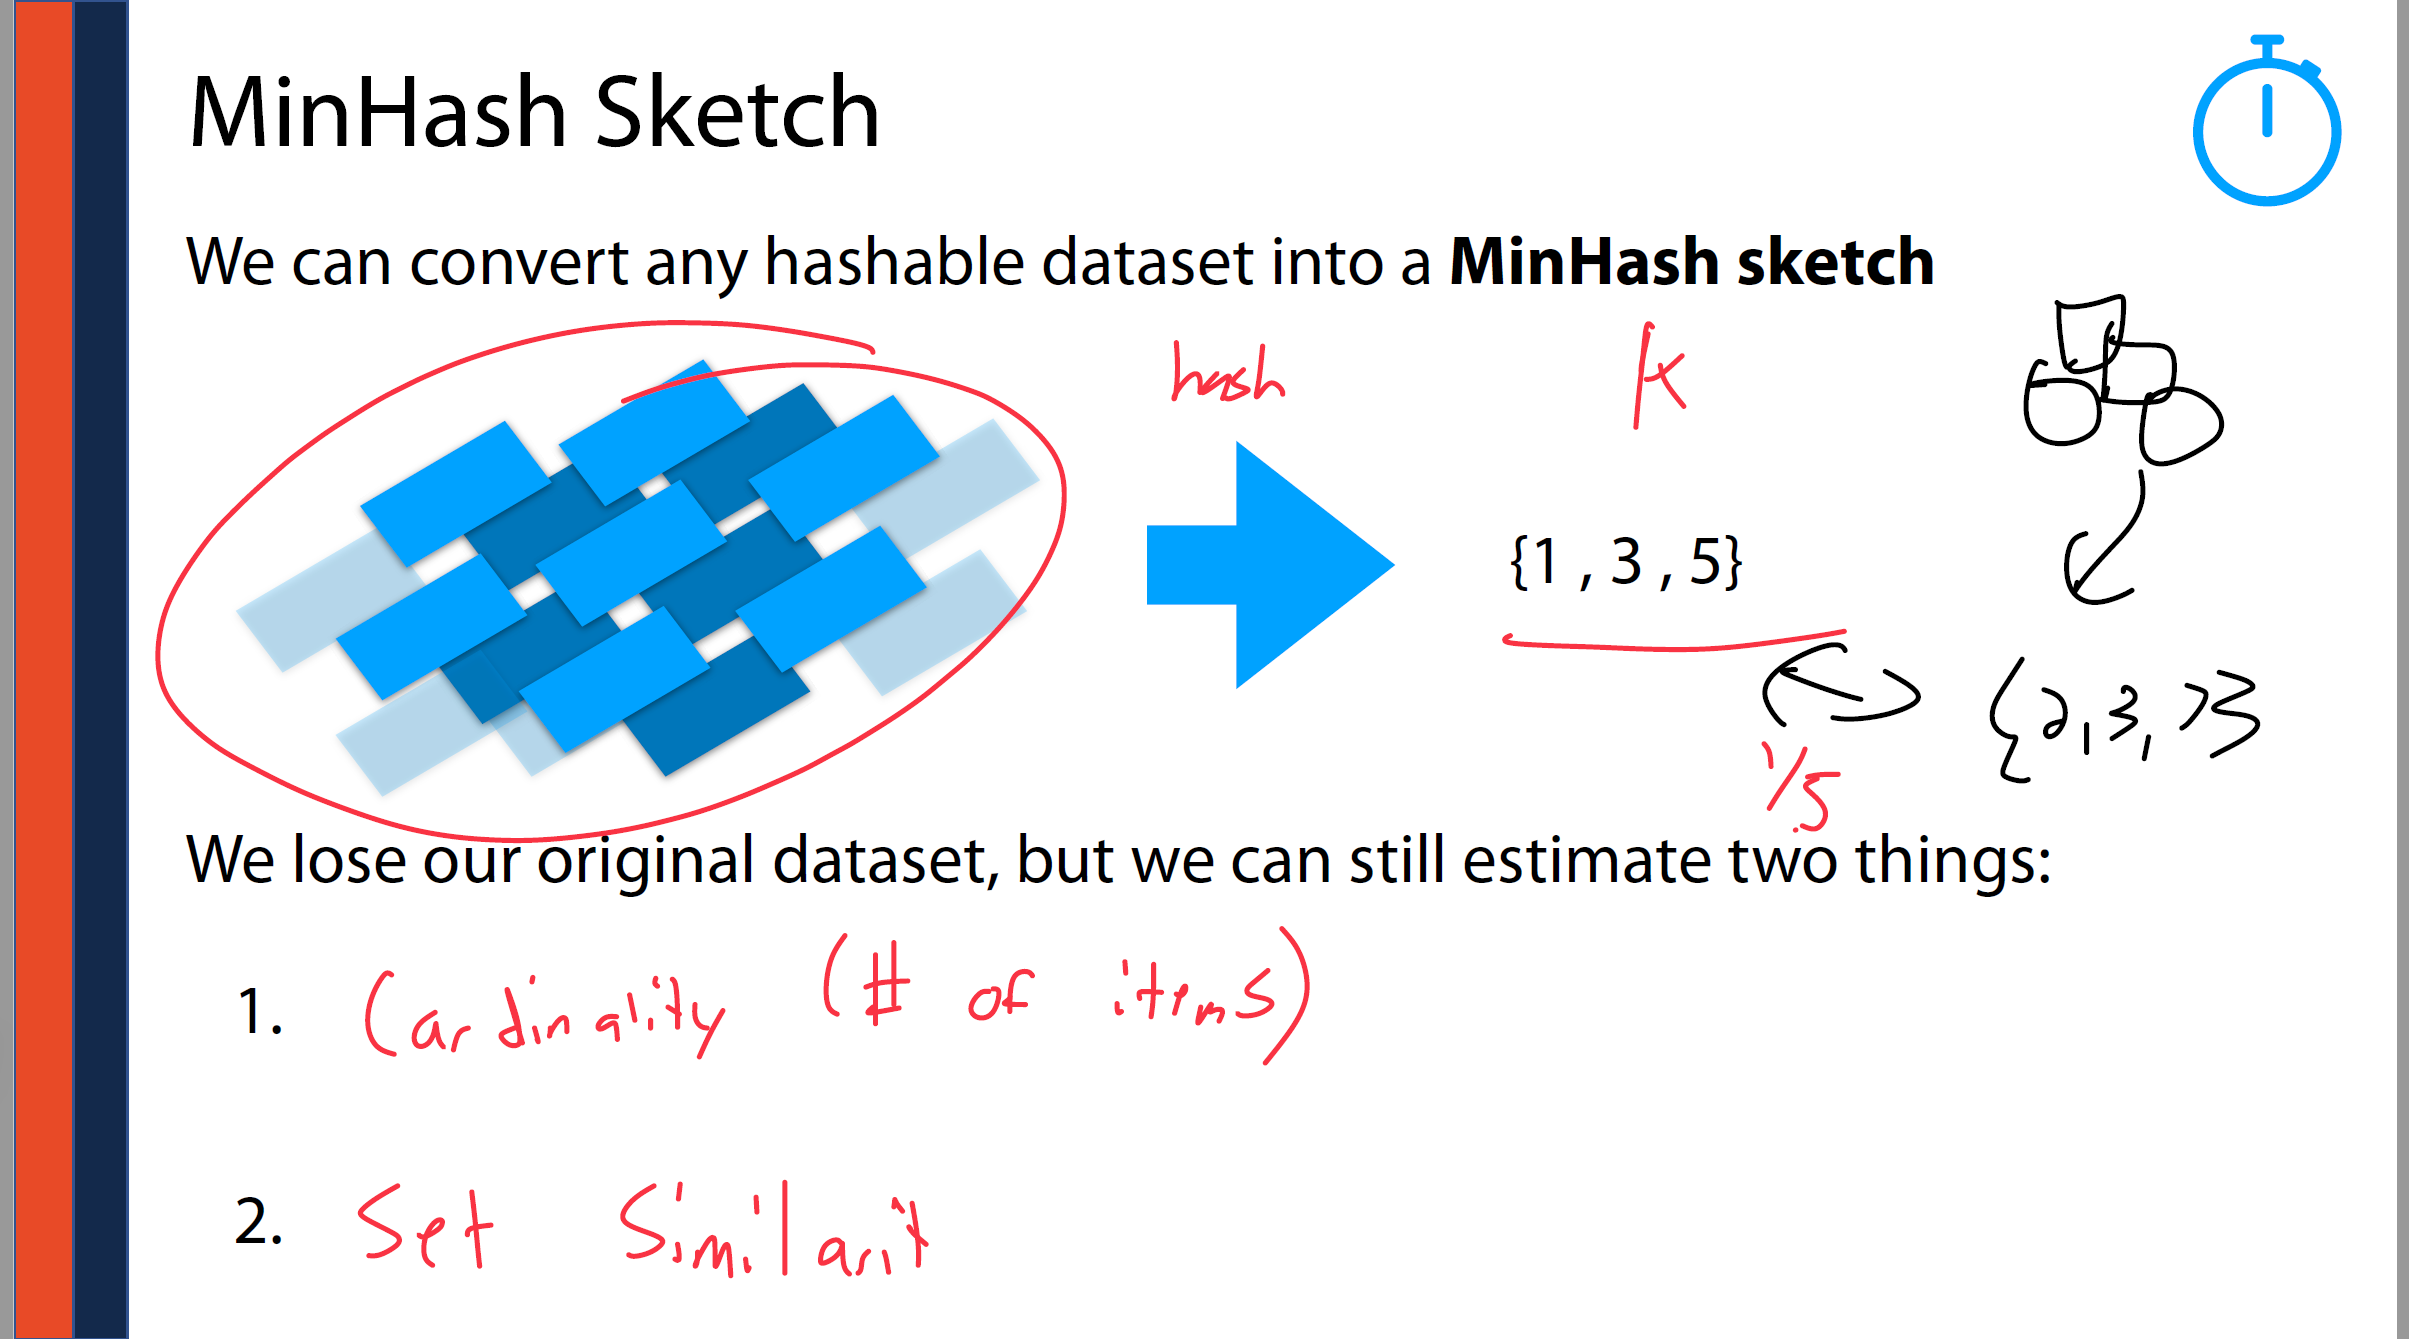 MinHash Sketch
We can convert any hashable dataset into a MinHash sketch
hash
K
{1 , 3 , 5}
{2, 3, 7}
1/5
We lose our original dataset, but we can still estimate two things:
1. Cardinality (# of items)
2. Set Similarit